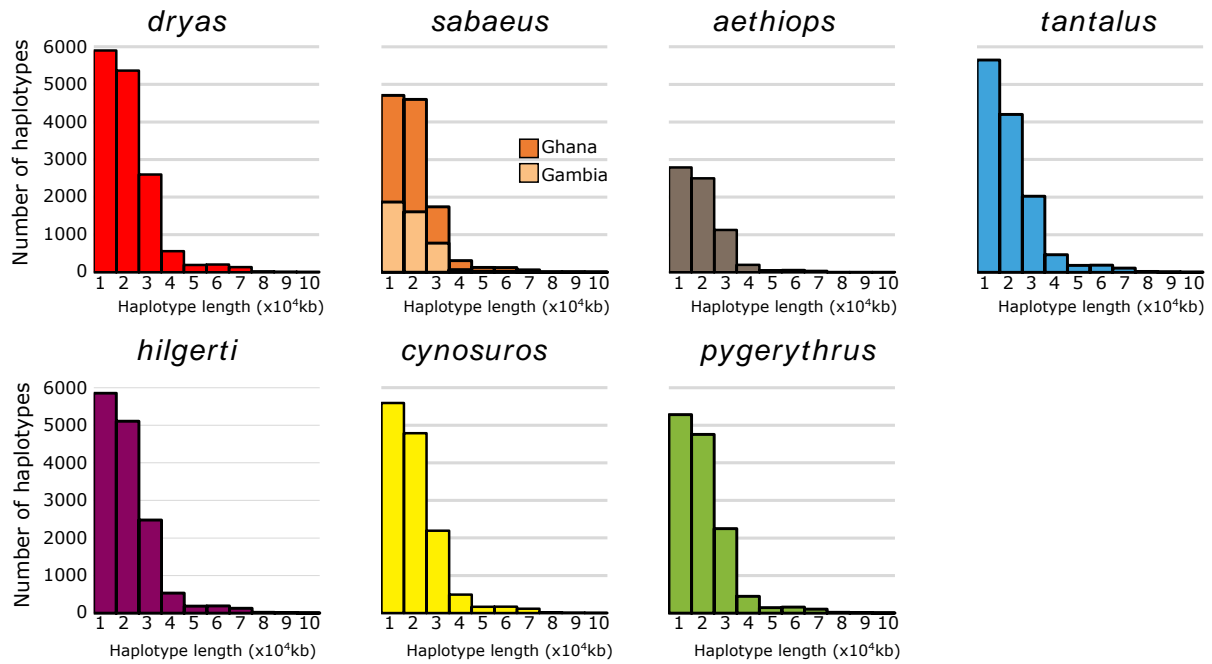 dryas
sabaeus
aethiops
tantalus
Number of haplotypes
6000
5000
4000
3000
2000
1000
0
Ghana
Gambia
1 2 3 4 5 6 7 8 9 10
1 2 3 4 5 6 7 8 9 10
1 2 3 4 5 6 7 8 9 10
1 2 3 4 5 6 7 8 9 10
Haplotype length (x10⁴kb)
Haplotype length (x10⁴kb)
Haplotype length (x10⁴kb)
Haplotype length (x10⁴kb)
hilgerti
cynosuros
pygerythrus
Number of haplotypes
6000
5000
4000
3000
2000
1000
0
1 2 3 4 5 6 7 8 9 10
1 2 3 4 5 6 7 8 9 10
1 2 3 4 5 6 7 8 9 10
Haplotype length (x10⁴kb)
Haplotype length (x10⁴kb)
Haplotype length (x10⁴kb)